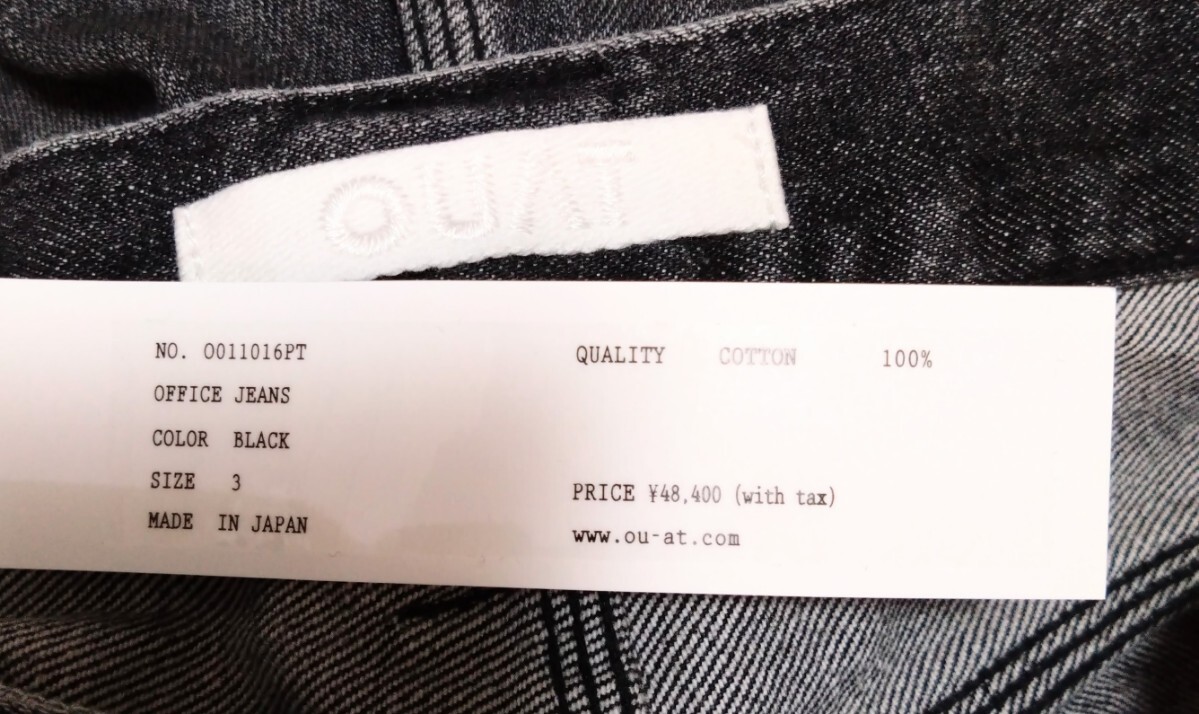 OUAT
NO. O011016PT
OFFICE JEANS
COLOR BLACK
SIZE 3
MADE IN JAPAN
QUALITY COTTON 100%
PRICE ¥48,400 (with tax)
www.ou-at.com